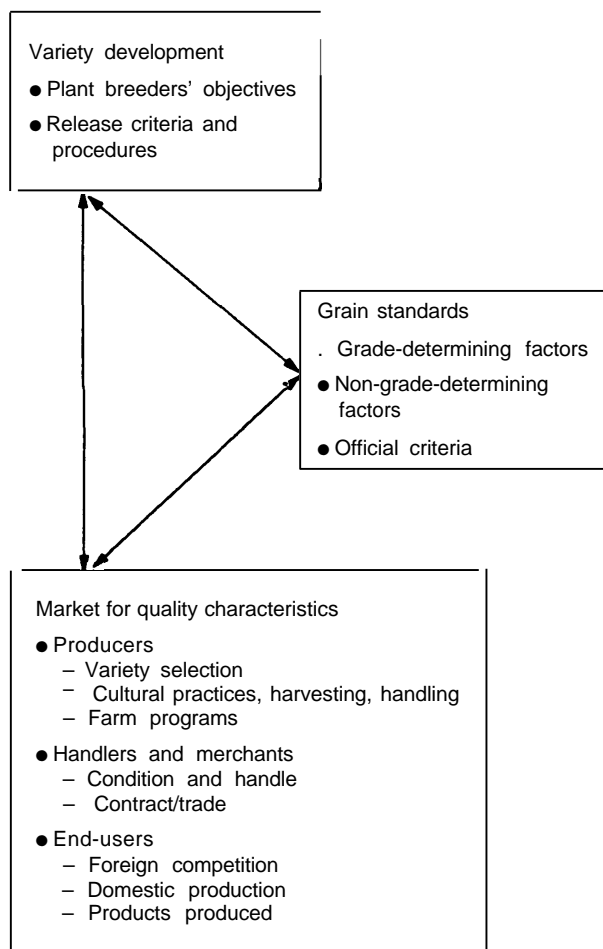 Variety development
● Plant breeders’ objectives
● Release criteria and
procedures
Grain standards
. Grade-determining factors
● Non-grade-determining
factors
● Official criteria
Market for quality characteristics
● Producers
– Variety selection
– Cultural practices, harvesting, handling
– Farm programs
● Handlers and merchants
– Condition and handle
– Contract/trade
● End-users
– Foreign competition
– Domestic production
– Products produced